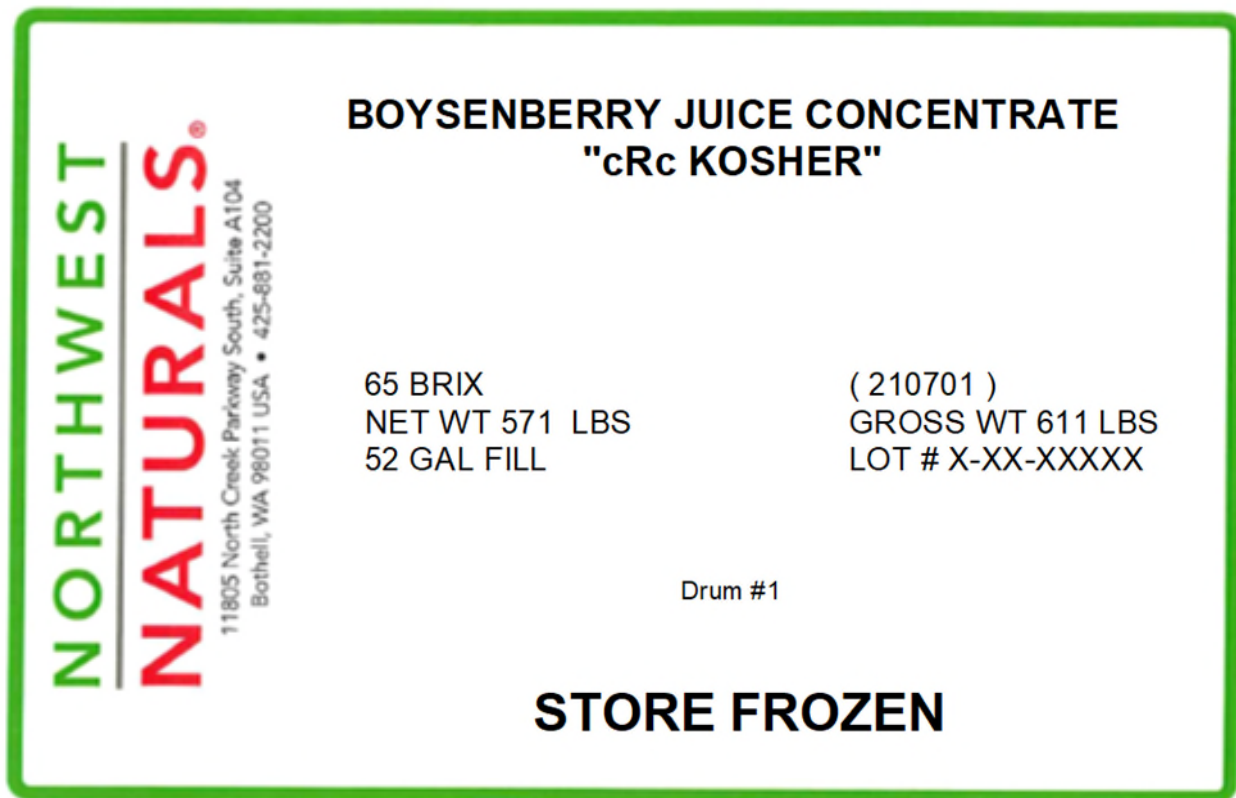 NORTHWEST
NATURALS®
11805 North Creek Parkway South, Suite A104
Bothell, WA 98011 USA • 425-881-2200
BOYSENBERRY JUICE CONCENTRATE
"cRc KOSHER"
65 BRIX
NET WT 571 LBS
52 GAL FILL
( 210701 )
GROSS WT 611 LBS
LOT # X-XX-XXXXX
Drum #1
STORE FROZEN